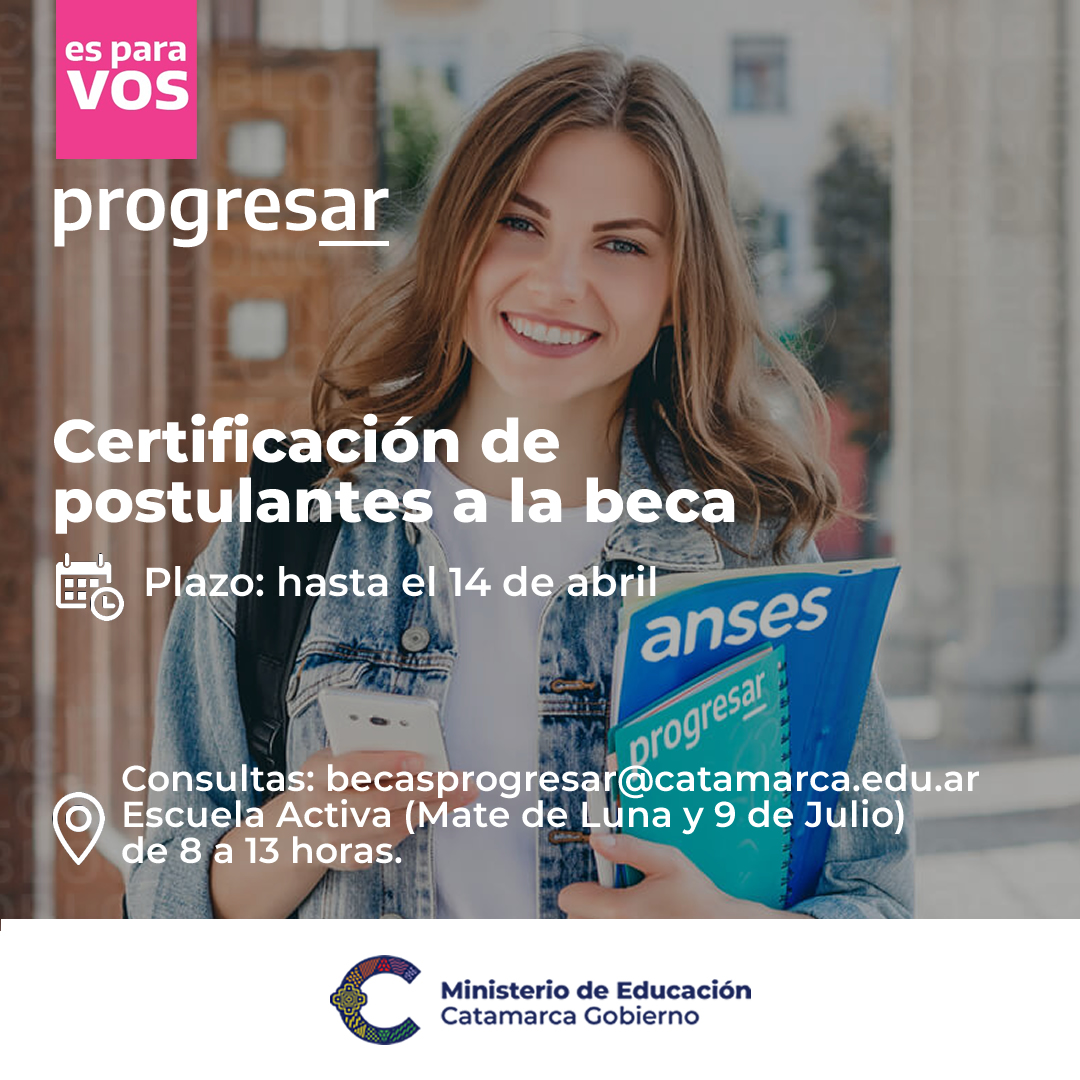 es para
VOS
progresar
Certificación de
postulantes a la beca
Plazo: hasta el 14 de abril
anses
progresar
Consultas: becasprogresar@catamarca.edu.ar
Escuela Activa (Mate de Luna y 9 de Julio)
de 8 a 13 horas.
Ministerio de Educación
Catamarca Gobierno